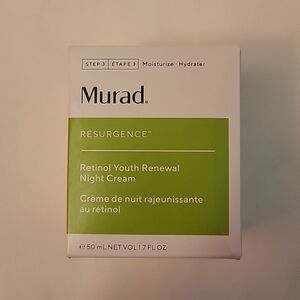 STEP 3 | ÉTAPE 3 Moisturize · Hydrater
Murad.
RESURGENCE™
Retinol Youth Renewal
Night Cream
Crème de nuit rajeunissante
au rétinol
℮ 50 mL NET VOL 1.7 FL OZ